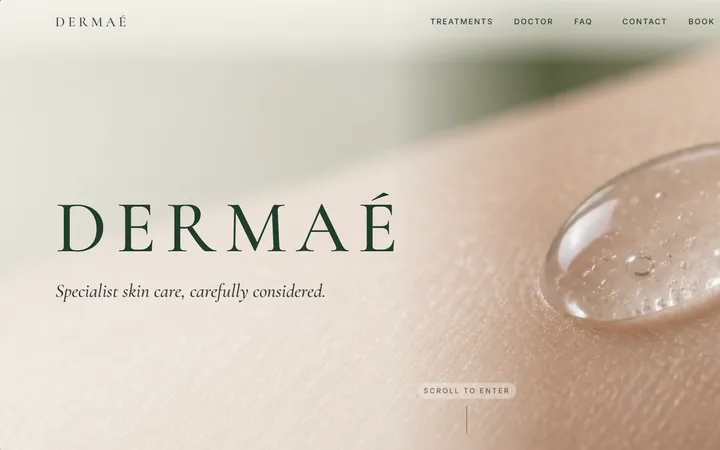 DERMAÉ
TREATMENTS DOCTOR FAQ CONTACT BOOK
DERMAÉ
Specialist skin care, carefully considered.
SCROLL TO ENTER